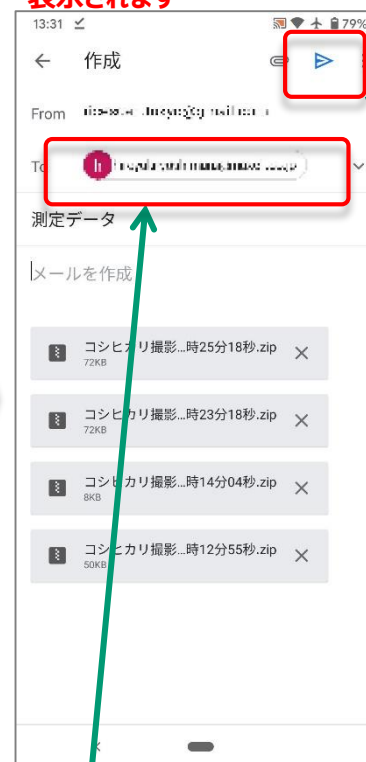 表示されます
13:31
79%
作成
From
To
h
測定データ
メールを作成
コシヒカリ撮影...時25分18秒.zip
72KB
コシヒカリ撮影...時23分18秒.zip
72KB
コシヒカリ撮影...時14分04秒.zip
8KB
コシヒカリ撮影...時12分55秒.zip
50KB